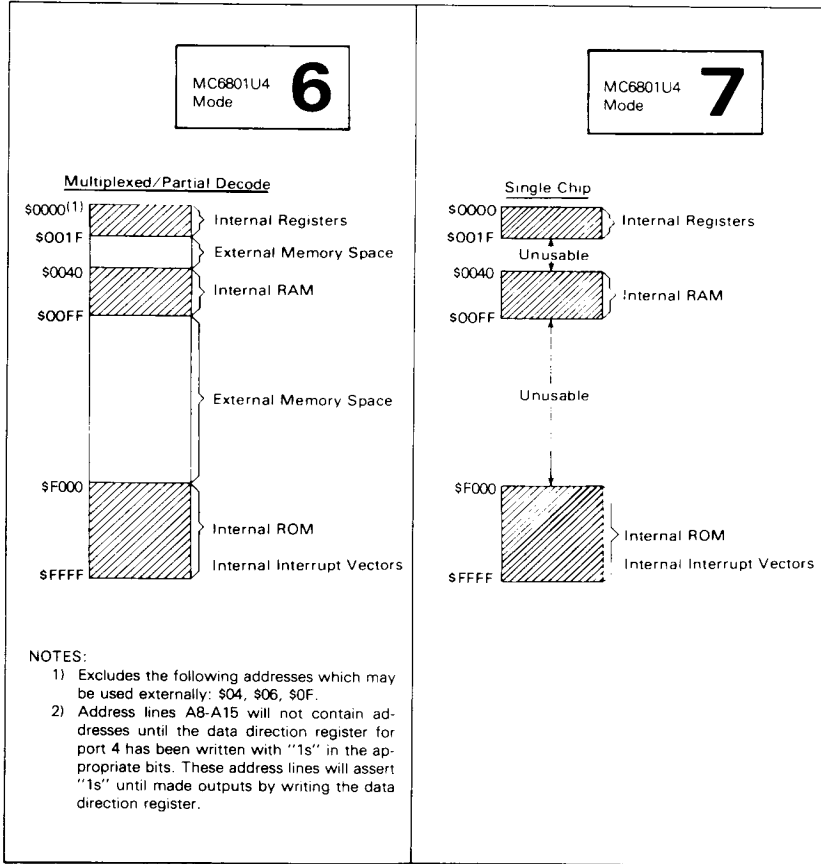 MC6801U4
Mode 6
Multiplexed/Partial Decode
$0000(1)
Internal Registers
$001F
External Memory Space
$0040
Internal RAM
$00FF
External Memory Space
$F000
Internal ROM
Internal Interrupt Vectors
$FFFF
NOTES:
1) Excludes the following addresses which may
be used externally: $04, $06, $0F.
2) Address lines A8-A15 will not contain ad-
dresses until the data direction register for
port 4 has been written with "1s" in the ap-
propriate bits. These address lines will assert
"1s" until made outputs by writing the data
direction register.
MC6801U4
Mode 7
Single Chip
$0000
Internal Registers
$001F
Unusable
$0040
Internal RAM
$00FF
Unusable
$F000
Internal ROM
Internal Interrupt Vectors
$FFFF